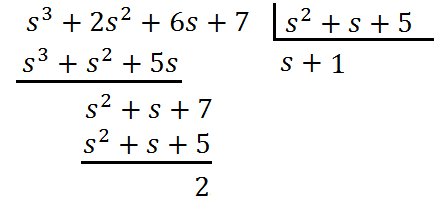 s³ + 2s² + 6s + 7 s² + s + 5
s³ + s² + 5s s + 1
s² + s + 7
s² + s + 5
2